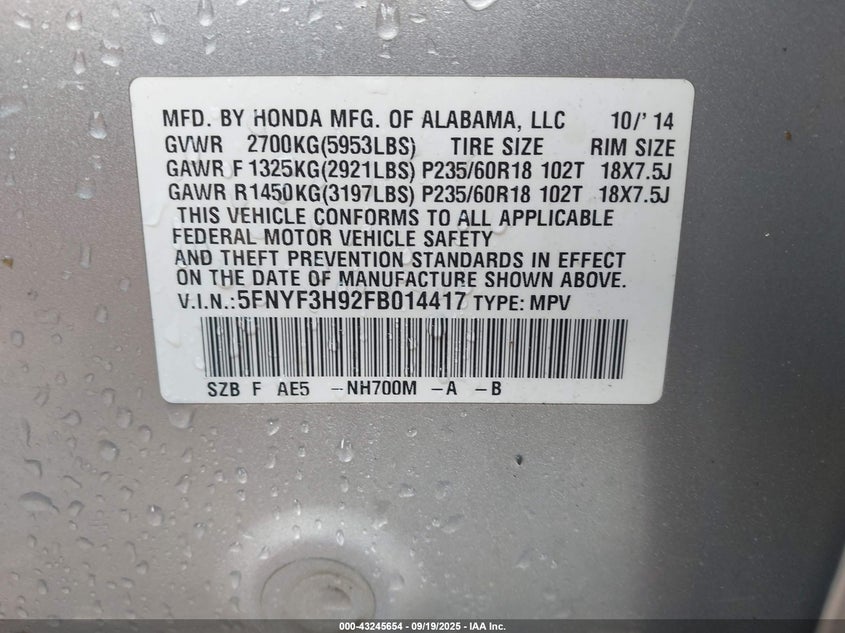 MFD. BY HONDA MFG. OF ALABAMA, LLC 10/'14
GVWR 2700KG(5953LBS) TIRE SIZE RIM SIZE
GAWR F 1325KG(2921LBS) P235/60R18 102T 18X7.5J
GAWR R1450KG(3197LBS) P235/60R18 102T 18X7.5J
THIS VEHICLE CONFORMS TO ALL APPLICABLE
FEDERAL MOTOR VEHICLE SAFETY
AND THEFT PREVENTION STANDARDS IN EFFECT
ON THE DATE OF MANUFACTURE SHOWN ABOVE.
V.I.N.:5FNYF3H92FB014417 TYPE: MPV
SZB F AE5 -NH700M -A -B
000-43245654 - 09/19/2025 - IAA Inc.